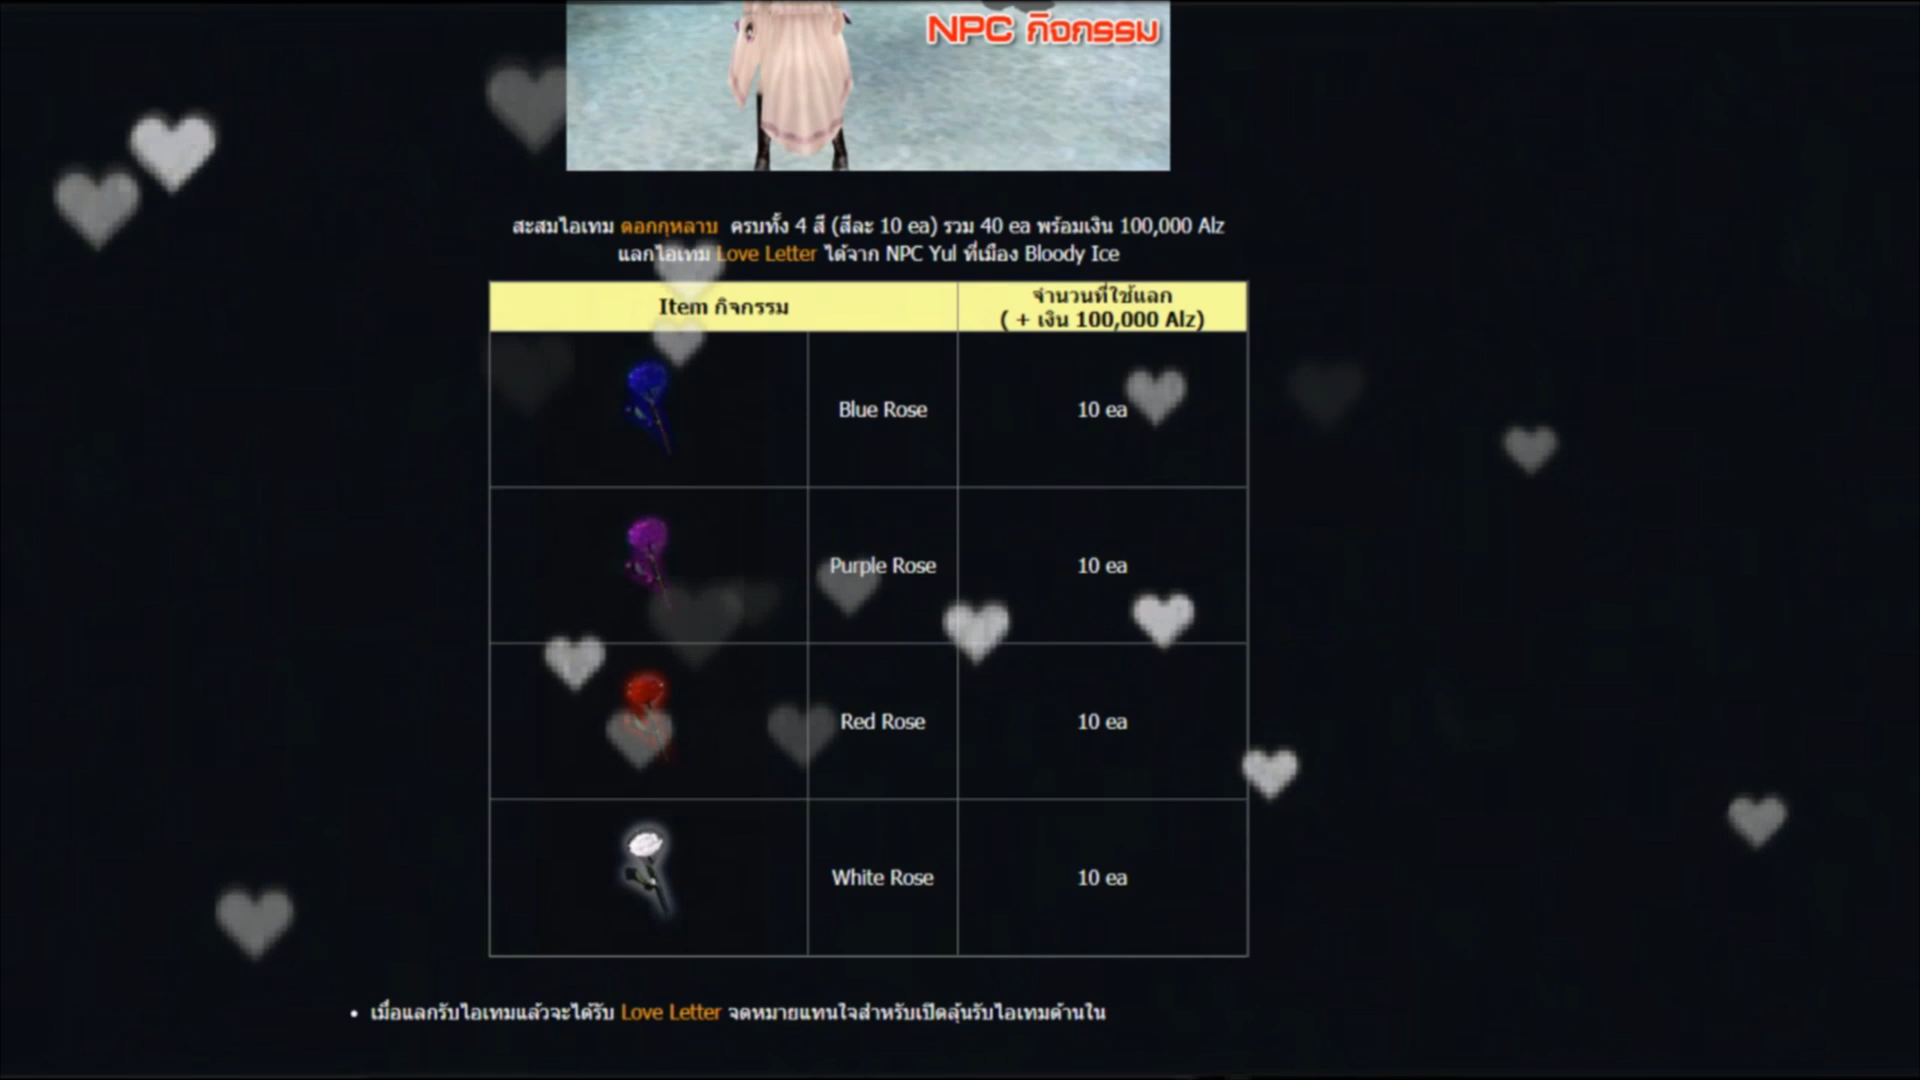 NPC กิจกรรม
สะสมไอเทม ดอกกุหลาบ ครบทั้ง 4 สี (สีละ 10 ea) รวม 40 ea พร้อมเงิน 100,000 Alz
แลกไอเทม Love Letter ได้จาก NPC Yul ที่เมือง Bloody Ice
Item กิจกรรม
จำนวนที่ใช้แลก
( + เงิน 100,000 Alz)
Blue Rose 10 ea
Purple Rose 10 ea
Red Rose 10 ea
White Rose 10 ea
• เมื่อแลกรับไอเทมแล้วจะได้รับ Love Letter จดหมายแทนใจสำหรับเปิดลุ้นรับไอเทมด้านใน